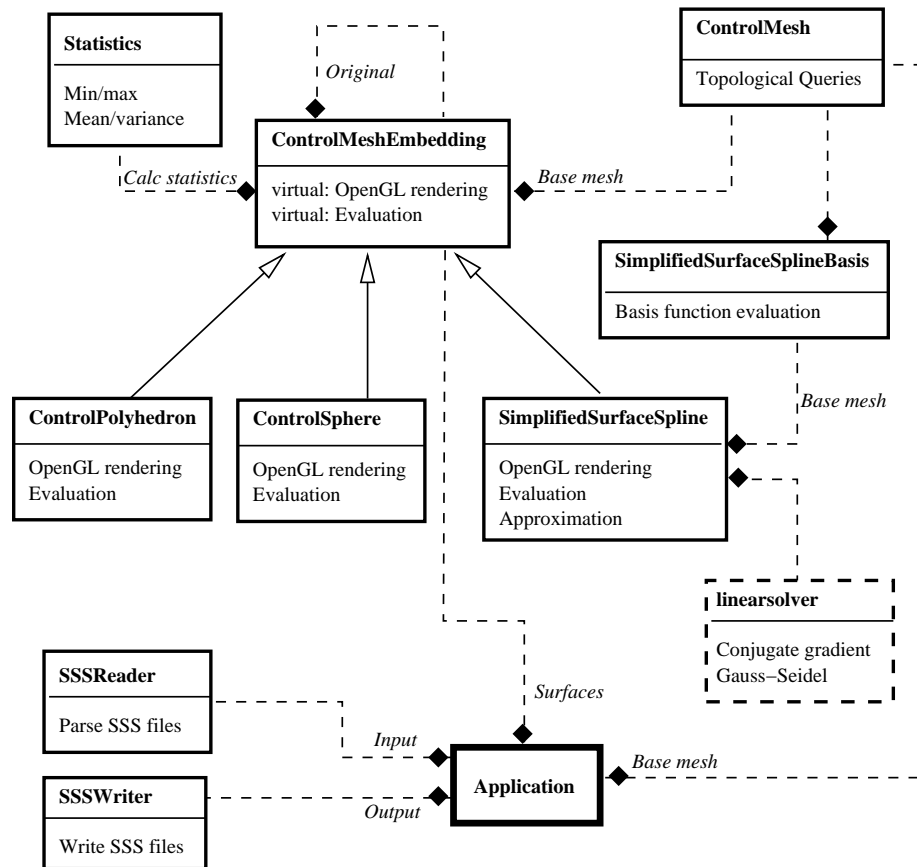 Statistics
Min/max
Mean/variance
Original
ControlMesh
Topological Queries
ControlMeshEmbedding
virtual: OpenGL rendering
virtual: Evaluation
Calc statistics
Base mesh
SimplifiedSurfaceSplineBasis
Basis function evaluation
Base mesh
ControlPolyhedron
OpenGL rendering
Evaluation
ControlSphere
OpenGL rendering
Evaluation
SimplifiedSurfaceSpline
OpenGL rendering
Evaluation
Approximation
linearsolver
Conjugate gradient
Gauss−Seidel
SSSReader
Parse SSS files
Surfaces
Input
Application
Base mesh
SSSWriter
Write SSS files
Output